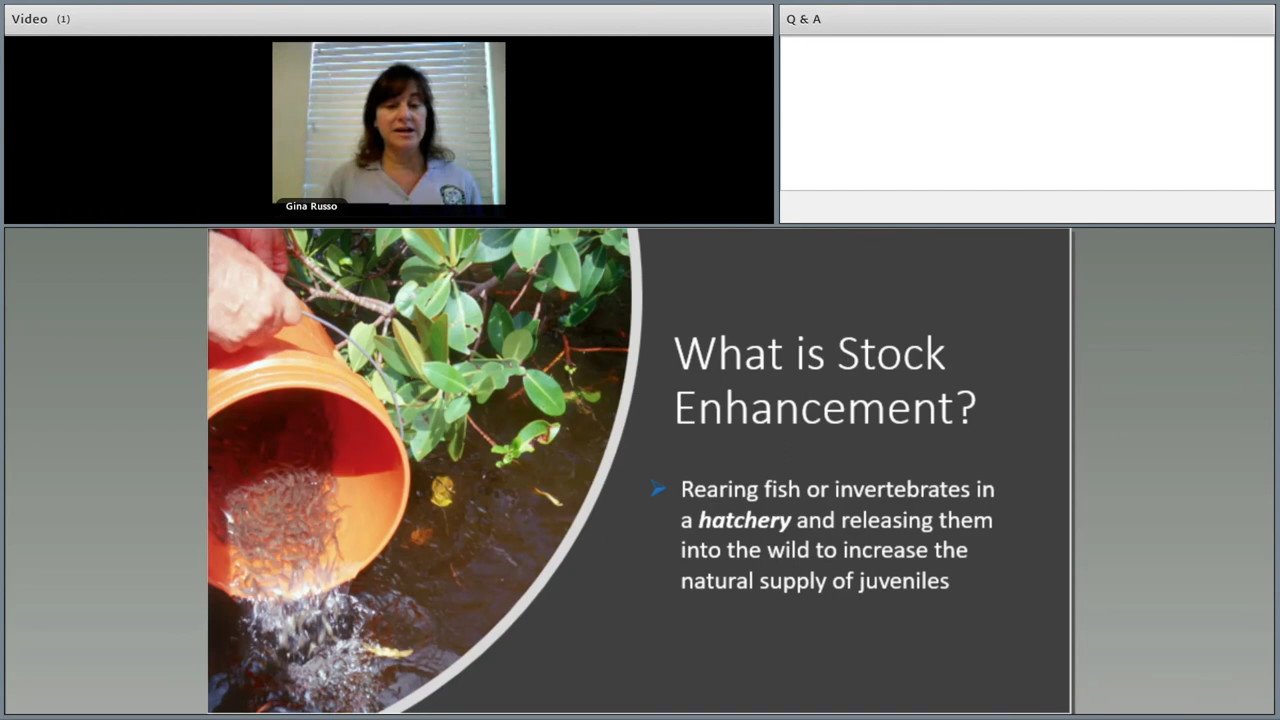 Video (1)
Q & A
Gina Russo
What is Stock
Enhancement?
Rearing fish or invertebrates in
a hatchery and releasing them
into the wild to increase the
natural supply of juveniles